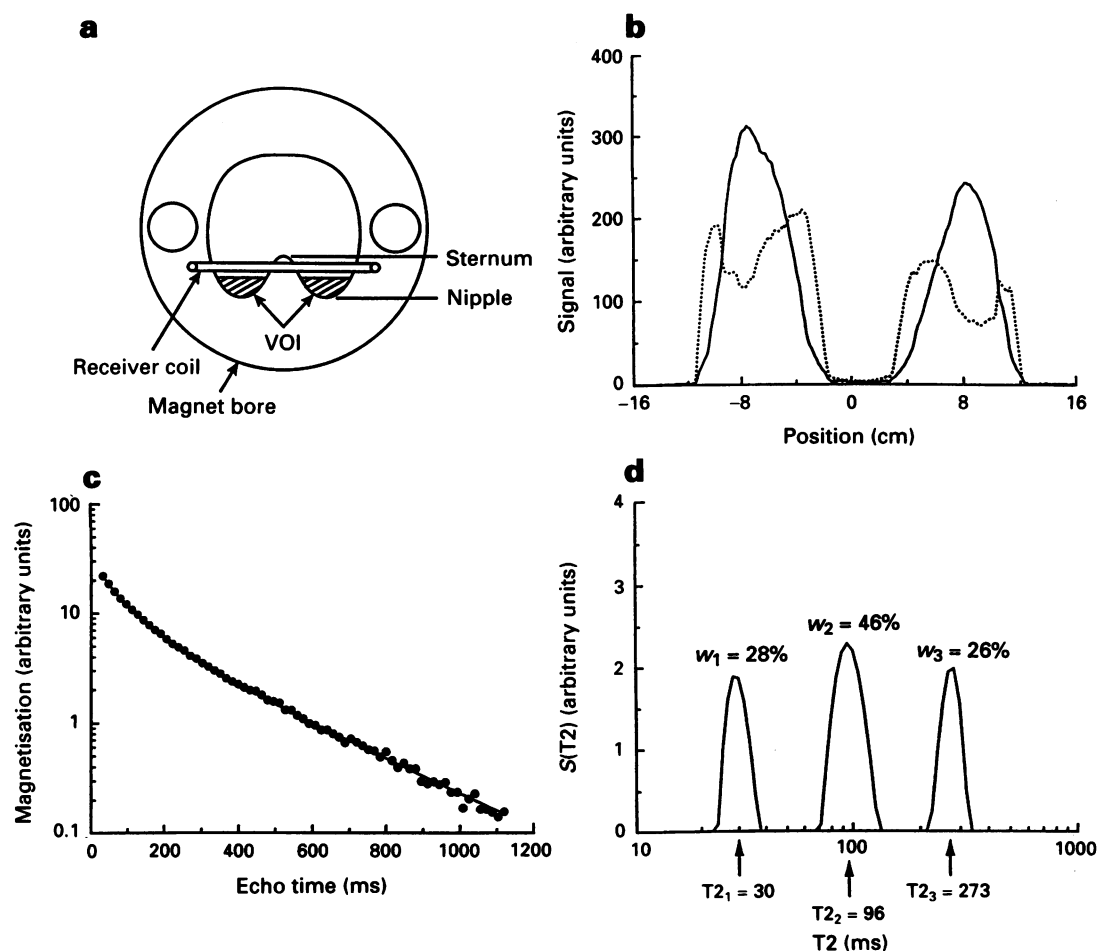 a
Sternum
Nipple
VOI
Receiver coil
Magnet bore
b
Signal (arbitrary units)
400
300
200
100
0
–16
–8
0
8
16
Position (cm)
c
Magnetisation (arbitrary units)
100
10
1
0.1
0
200
400
600
800
1000
1200
Echo time (ms)
d
S(T2) (arbitrary units)
4
3
2
1
0
w₁ = 28%
w₂ = 46%
w₃ = 26%
10
100
1000
T2₁ = 30
T2₂ = 96
T2₃ = 273
T2 (ms)